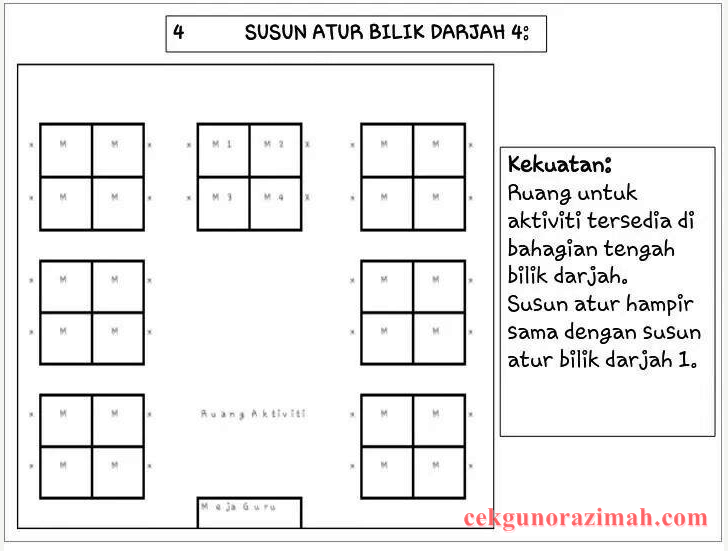 4 SUSUN ATUR BILIK DARJAH 4:
x M M x x M 1 M 2 x x M M x
x M M x x M 3 M 4 x x M M x
x M M x x M M x
x M M x x M M x
x M M x Ruang Aktiviti x M M x
x M M x x M M x
Meja Guru
Kekuatan:
Ruang untuk
aktiviti tersedia di
bahagian tengah
bilik darjah.
Susun atur hampir
sama dengan susun
atur bilik darjah 1.
cekgunorazimah.com